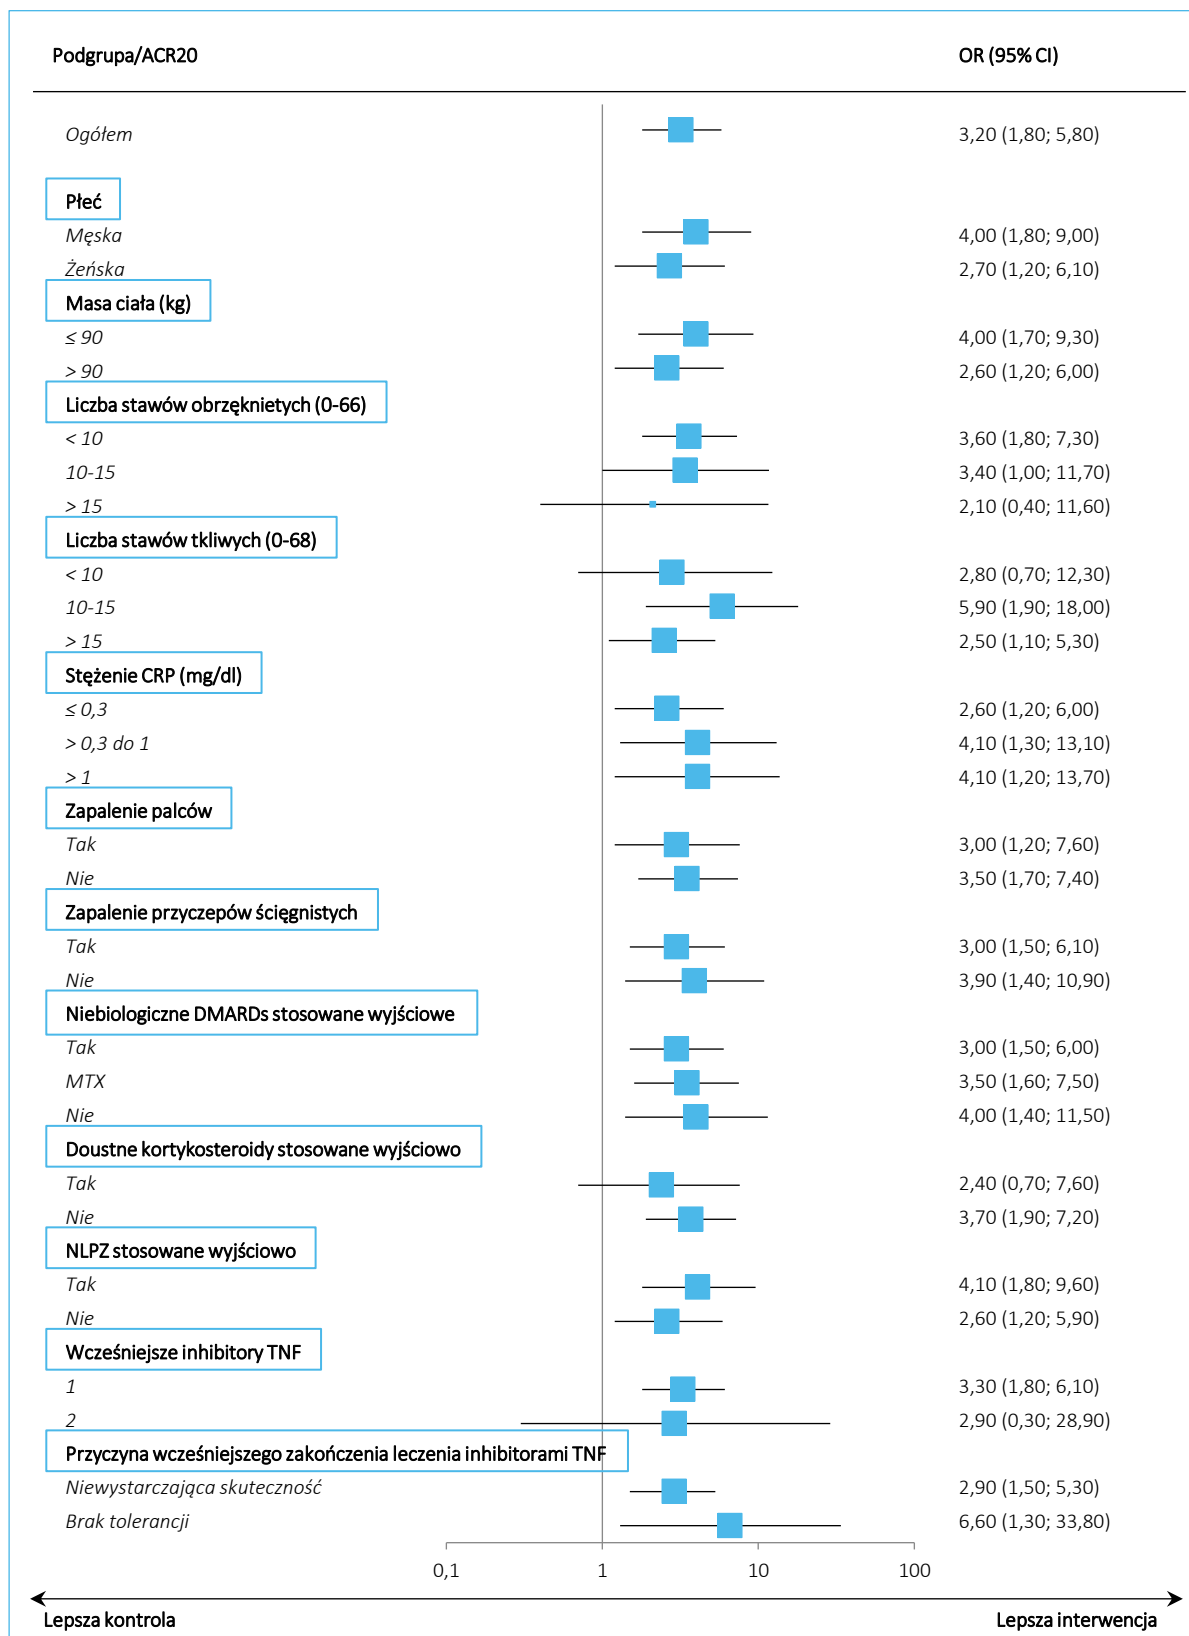 Podgrupa/ACR20 OR (95% CI)
Ogółem 3,20 (1,80; 5,80)
Płeć
Męska 4,00 (1,80; 9,00)
Żeńska 2,70 (1,20; 6,10)
Masa ciała (kg)
≤ 90 4,00 (1,70; 9,30)
> 90 2,60 (1,20; 6,00)
Liczba stawów obrzękniętych (0-66)
< 10 3,60 (1,80; 7,30)
10-15 3,40 (1,00; 11,70)
> 15 2,10 (0,40; 11,60)
Liczba stawów tkliwych (0-68)
< 10 2,80 (0,70; 12,30)
10-15 5,90 (1,90; 18,00)
> 15 2,50 (1,10; 5,30)
Stężenie CRP (mg/dl)
≤ 0,3 2,60 (1,20; 6,00)
> 0,3 do 1 4,10 (1,30; 13,10)
> 1 4,10 (1,20; 13,70)
Zapalenie palców
Tak 3,00 (1,20; 7,60)
Nie 3,50 (1,70; 7,40)
Zapalenie przyczepów ścięgnistych
Tak 3,00 (1,50; 6,10)
Nie 3,90 (1,40; 10,90)
Niebiologiczne DMARDs stosowane wyjściowe
Tak 3,00 (1,50; 6,00)
MTX 3,50 (1,60; 7,50)
Nie 4,00 (1,40; 11,50)
Doustne kortykosteroidy stosowane wyjściowo
Tak 2,40 (0,70; 7,60)
Nie 3,70 (1,90; 7,20)
NLPZ stosowane wyjściowo
Tak 4,10 (1,80; 9,60)
Nie 2,60 (1,20; 5,90)
Wcześniejsze inhibitory TNF
1 3,30 (1,80; 6,10)
2 2,90 (0,30; 28,90)
Przyczyna wcześniejszego zakończenia leczenia inhibitorami TNF
Niewystarczająca skuteczność 2,90 (1,50; 5,30)
Brak tolerancji 6,60 (1,30; 33,80)
0,1 1 10 100
Lepsza kontrola Lepsza interwencja